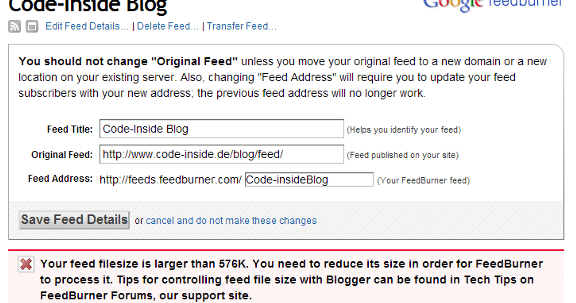 Code-Inside Blog
Google feedburner
Edit Feed Details... | Delete Feed... | Transfer Feed...
You should not change "Original Feed" unless you move your original feed to a new domain or a new
location on your existing server. Also, changing "Feed Address" will require you to update your feed
subscribers with your new address; the previous feed address will no longer work.
Feed Title: Code-Inside Blog (Helps you identify your feed)
Original Feed: http://www.code-inside.de/blog/feed/ (Feed published on your site)
Feed Address: http://feeds.feedburner.com/ Code-insideBlog (Your FeedBurner feed)
Save Feed Details or cancel and do not make these changes
Your feed filesize is larger than 576K. You need to reduce its size in order for FeedBurner
to process it. Tips for controlling feed file size with Blogger can be found in Tech Tips on
FeedBurner Forums, our support site.